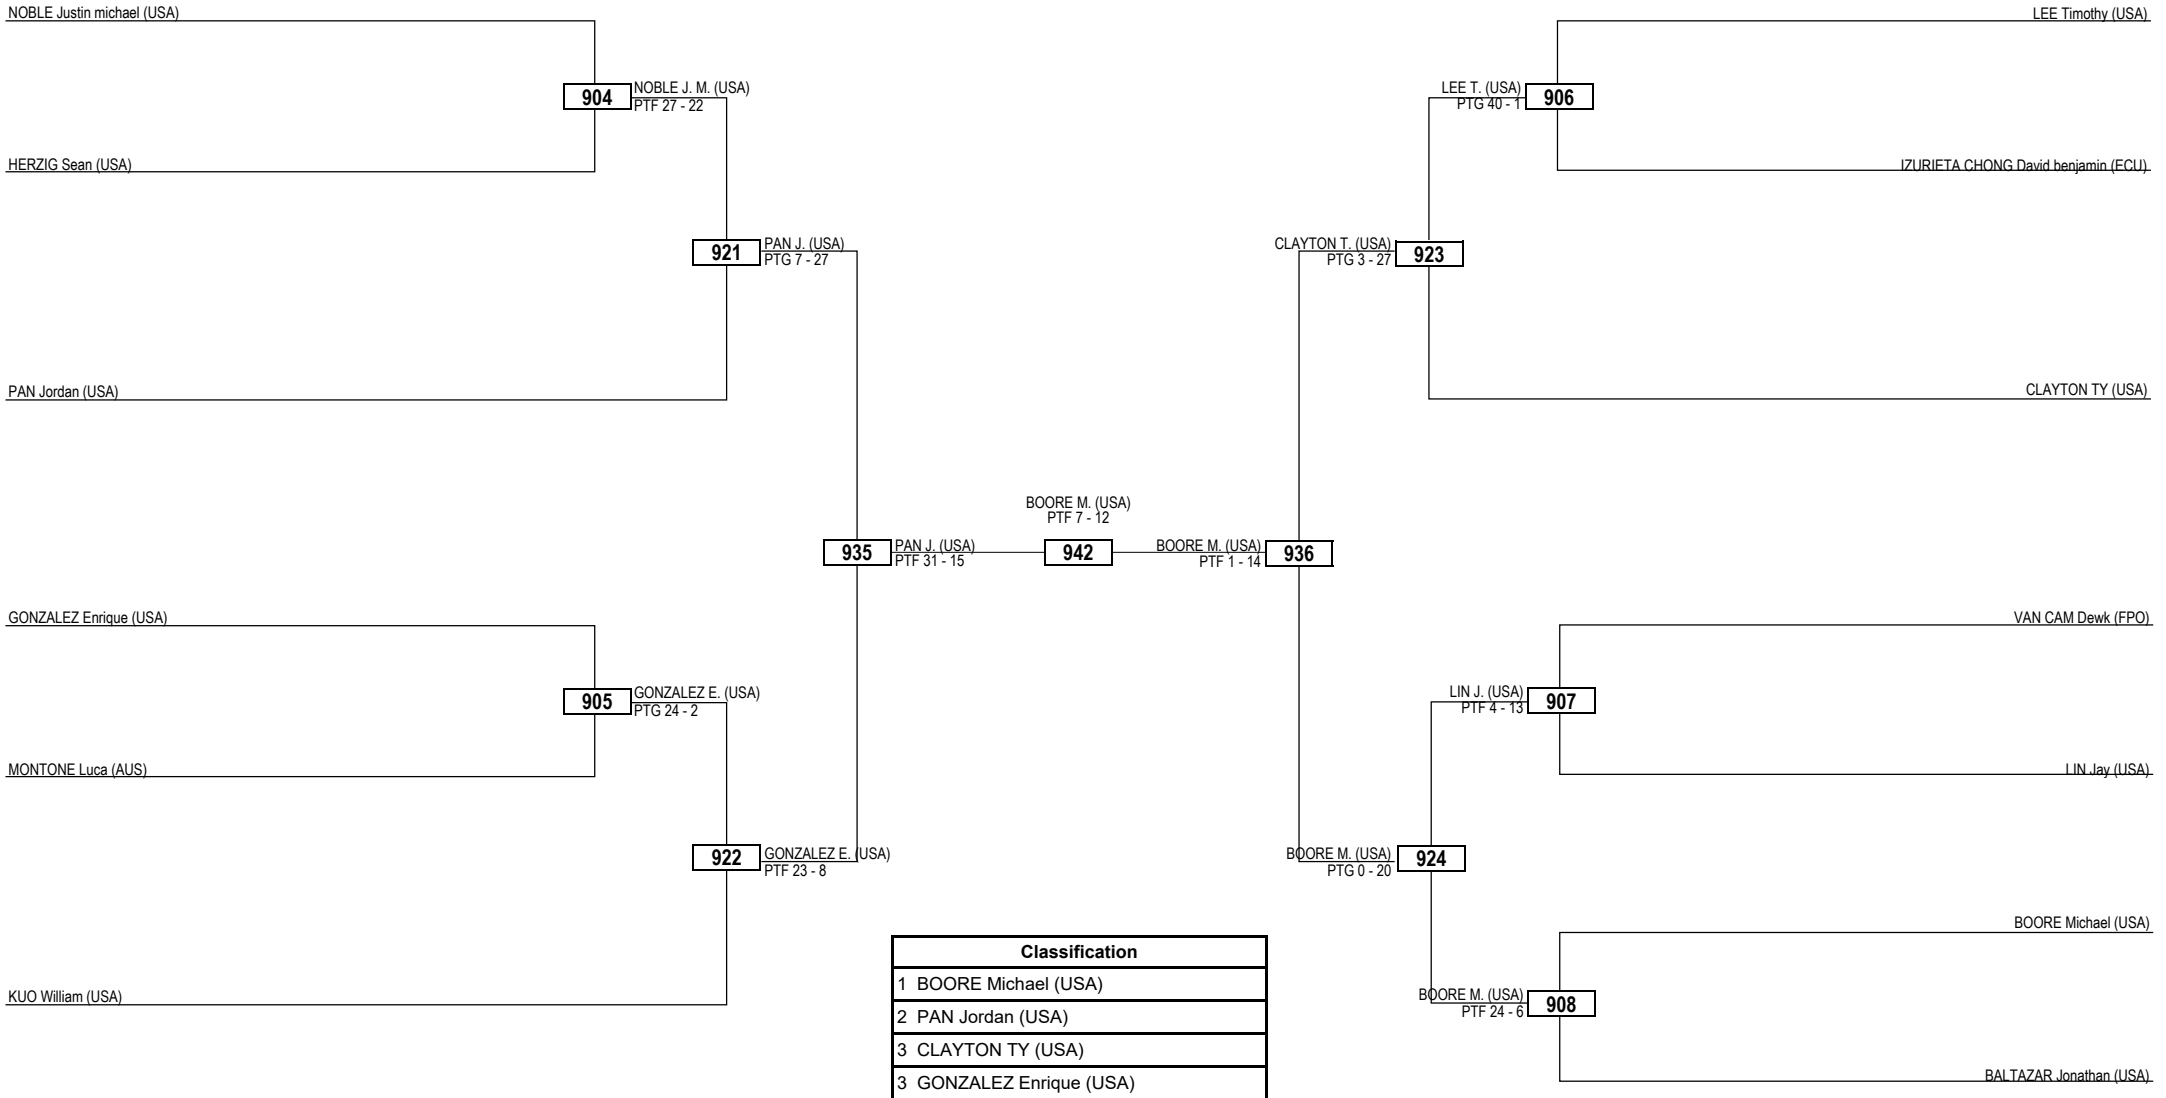 NOBLE Justin michael (USA)
LEE Timothy (USA)
904
NOBLE J. M. (USA)
PTF 27 - 22
LEE T. (USA)
PTG 40 - 1
906
HERZIG Sean (USA)
IZURIETA CHONG David benjamin (ECU)
921
PAN J. (USA)
PTG 7 - 27
CLAYTON T. (USA)
PTG 3 - 27
923
PAN Jordan (USA)
CLAYTON TY (USA)
BOORE M. (USA)
PTF 7 - 12
935
PAN J. (USA)
PTF 31 - 15
942
BOORE M. (USA)
PTF 1 - 14
936
GONZALEZ Enrique (USA)
VAN CAM Dewk (FPO)
905
GONZALEZ E. (USA)
PTG 24 - 2
LIN J. (USA)
PTF 4 - 13
907
MONTONE Luca (AUS)
LIN Jay (USA)
922
GONZALEZ E. (USA)
PTF 23 - 8
BOORE M. (USA)
PTG 0 - 20
924
BOORE Michael (USA)
KUO William (USA)
BOORE M. (USA)
PTF 24 - 6
908
BALTAZAR Jonathan (USA)
Classification
1 BOORE Michael (USA)
2 PAN Jordan (USA)
3 CLAYTON TY (USA)
3 GONZALEZ Enrique (USA)